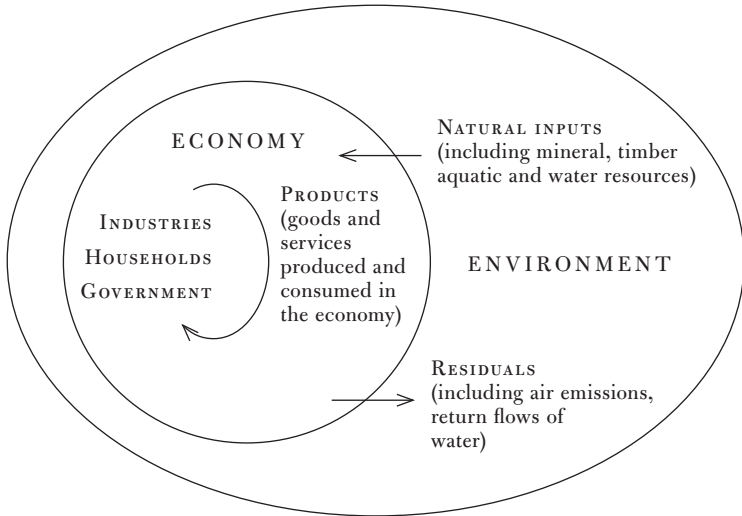 ECONOMY
NATURAL INPUTS
(including mineral, timber
aquatic and water resources)
PRODUCTS
(goods and
services
produced and
consumed in
the economy)
INDUSTRIES
HOUSEHOLDS
GOVERNMENT
ENVIRONMENT
RESIDUALS
(including air emissions,
return flows of
water)